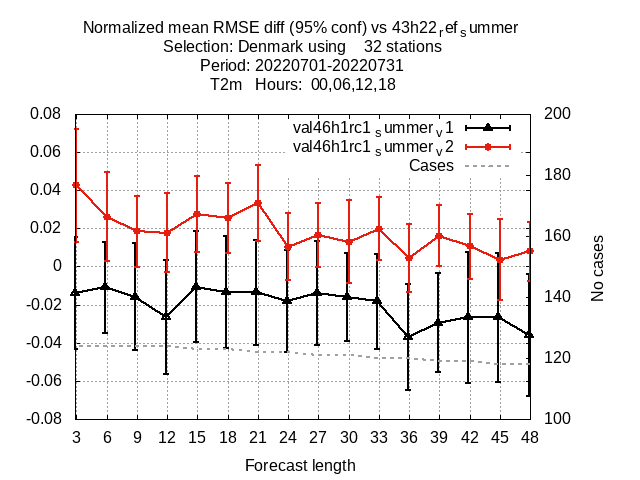 Normalized mean RMSE diff (95% conf) vs 43h22refsummer
Selection: Denmark using 32 stations
Period: 20220701-20220731
T2m Hours: 00,06,12,18
val46h1rc1summerv1
val46h1rc1summerv2
Cases
0.08
0.06
0.04
0.02
0
-0.02
-0.04
-0.06
-0.08
200
180
160
140
120
100
No cases
3 6 9 12 15 18 21 24 27 30 33 36 39 42 45 48
Forecast length